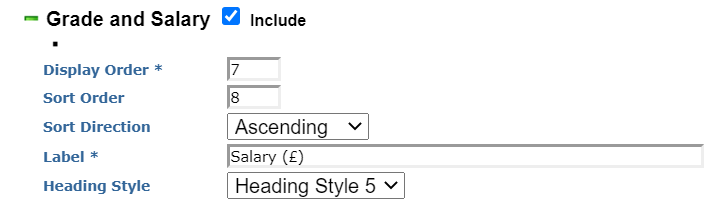 Grade and Salary Include
Display Order * 7
Sort Order 8
Sort Direction Ascending
Label * Salary (£)
Heading Style Heading Style 5